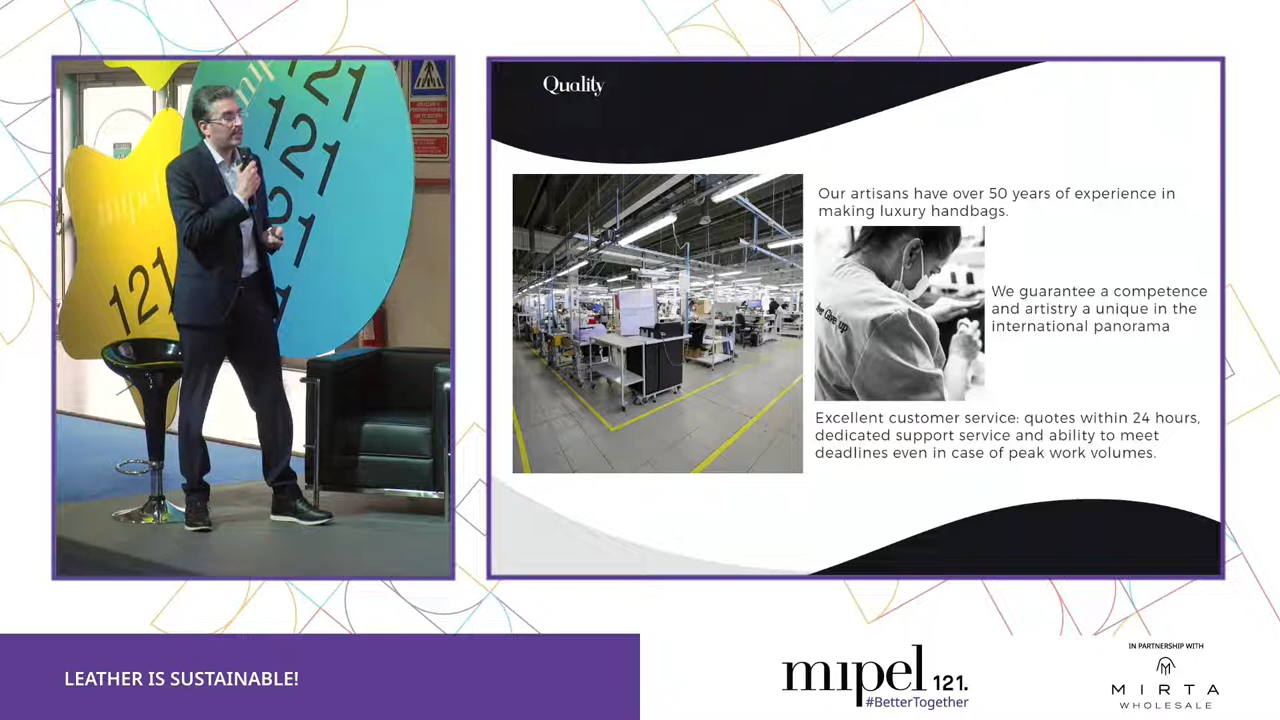 mipel
121
121
121
121
mipel
121
Quality
Our artisans have over 50 years of experience in
making luxury handbags.
We guarantee a competence
and artistry a unique in the
international panorama
Excellent customer service: quotes within 24 hours,
dedicated support service and ability to meet
deadlines even in case of peak work volumes.
LEATHER IS SUSTAINABLE!
mipel 121.
#BetterTogether
IN PARTNERSHIP WITH
MIRTA
WHOLESALE